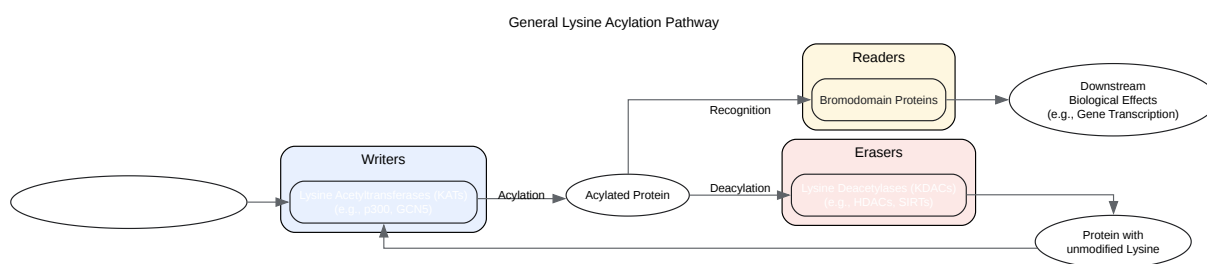 General Lysine Acylation Pathway
Readers
Bromodomain Proteins
Downstream
Biological Effects
(e.g., Gene Transcription)
Recognition
Writers
Lysine Acetyltransferases (KATs)
(e.g., p300, GCN5)
Acylation
Acylated Protein
Deacylation
Erasers
Lysine Deacetylases (KDACs)
(e.g., HDACs, SIRTs)
Protein with
unmodified Lysine